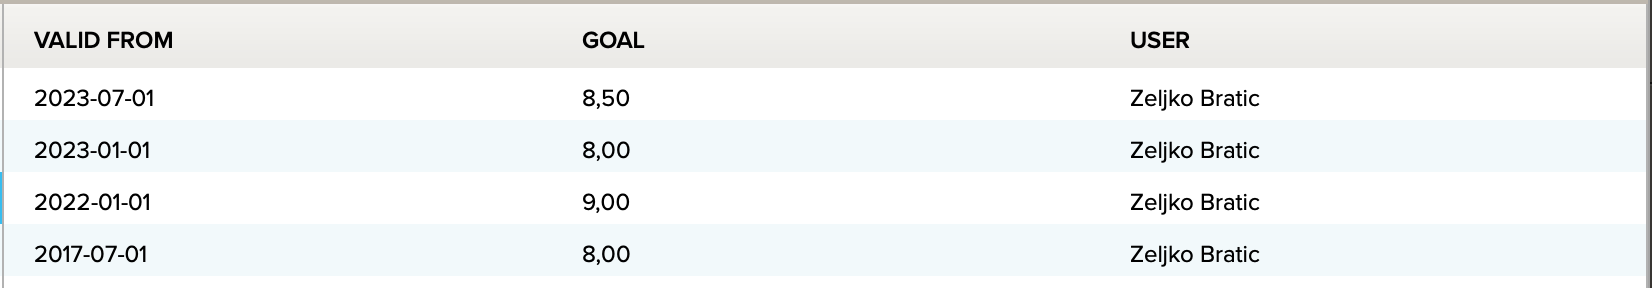 VALID FROM GOAL USER
2023-07-01 8,50 Zeljko Bratic
2023-01-01 8,00 Zeljko Bratic
2022-01-01 9,00 Zeljko Bratic
2017-07-01 8,00 Zeljko Bratic